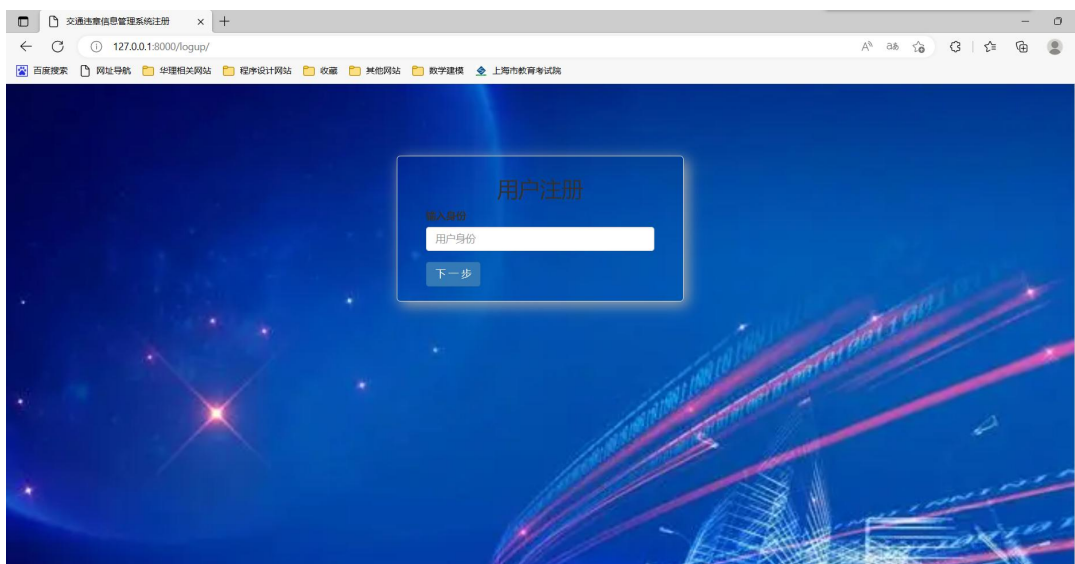 交通违章信息管理系统注册
127.0.0.1:8000/logup/
百度搜索 网址导航 华理相关网站 程序设计网站 收藏 其他网站 数学建模 上海市教育考试院
用户注册
输入身份
用户身份
下一步